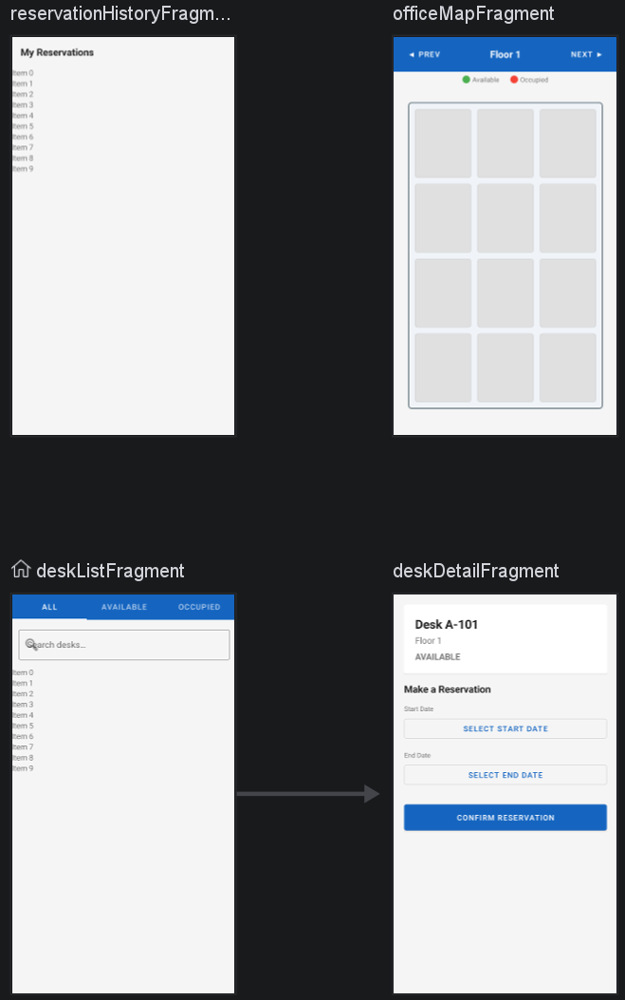 reservationHistoryFragm...
My Reservations
Item 0
Item 1
Item 2
Item 3
Item 4
Item 5
Item 6
Item 7
Item 8
Item 9
officeMapFragment
◄ PREV Floor 1 NEXT ►
Available Occupied
deskListFragment
ALL AVAILABLE OCCUPIED
Search desks...
Item 0
Item 1
Item 2
Item 3
Item 4
Item 5
Item 6
Item 7
Item 8
Item 9
deskDetailFragment
Desk A-101
Floor 1
AVAILABLE
Make a Reservation
Start Date
SELECT START DATE
End Date
SELECT END DATE
CONFIRM RESERVATION